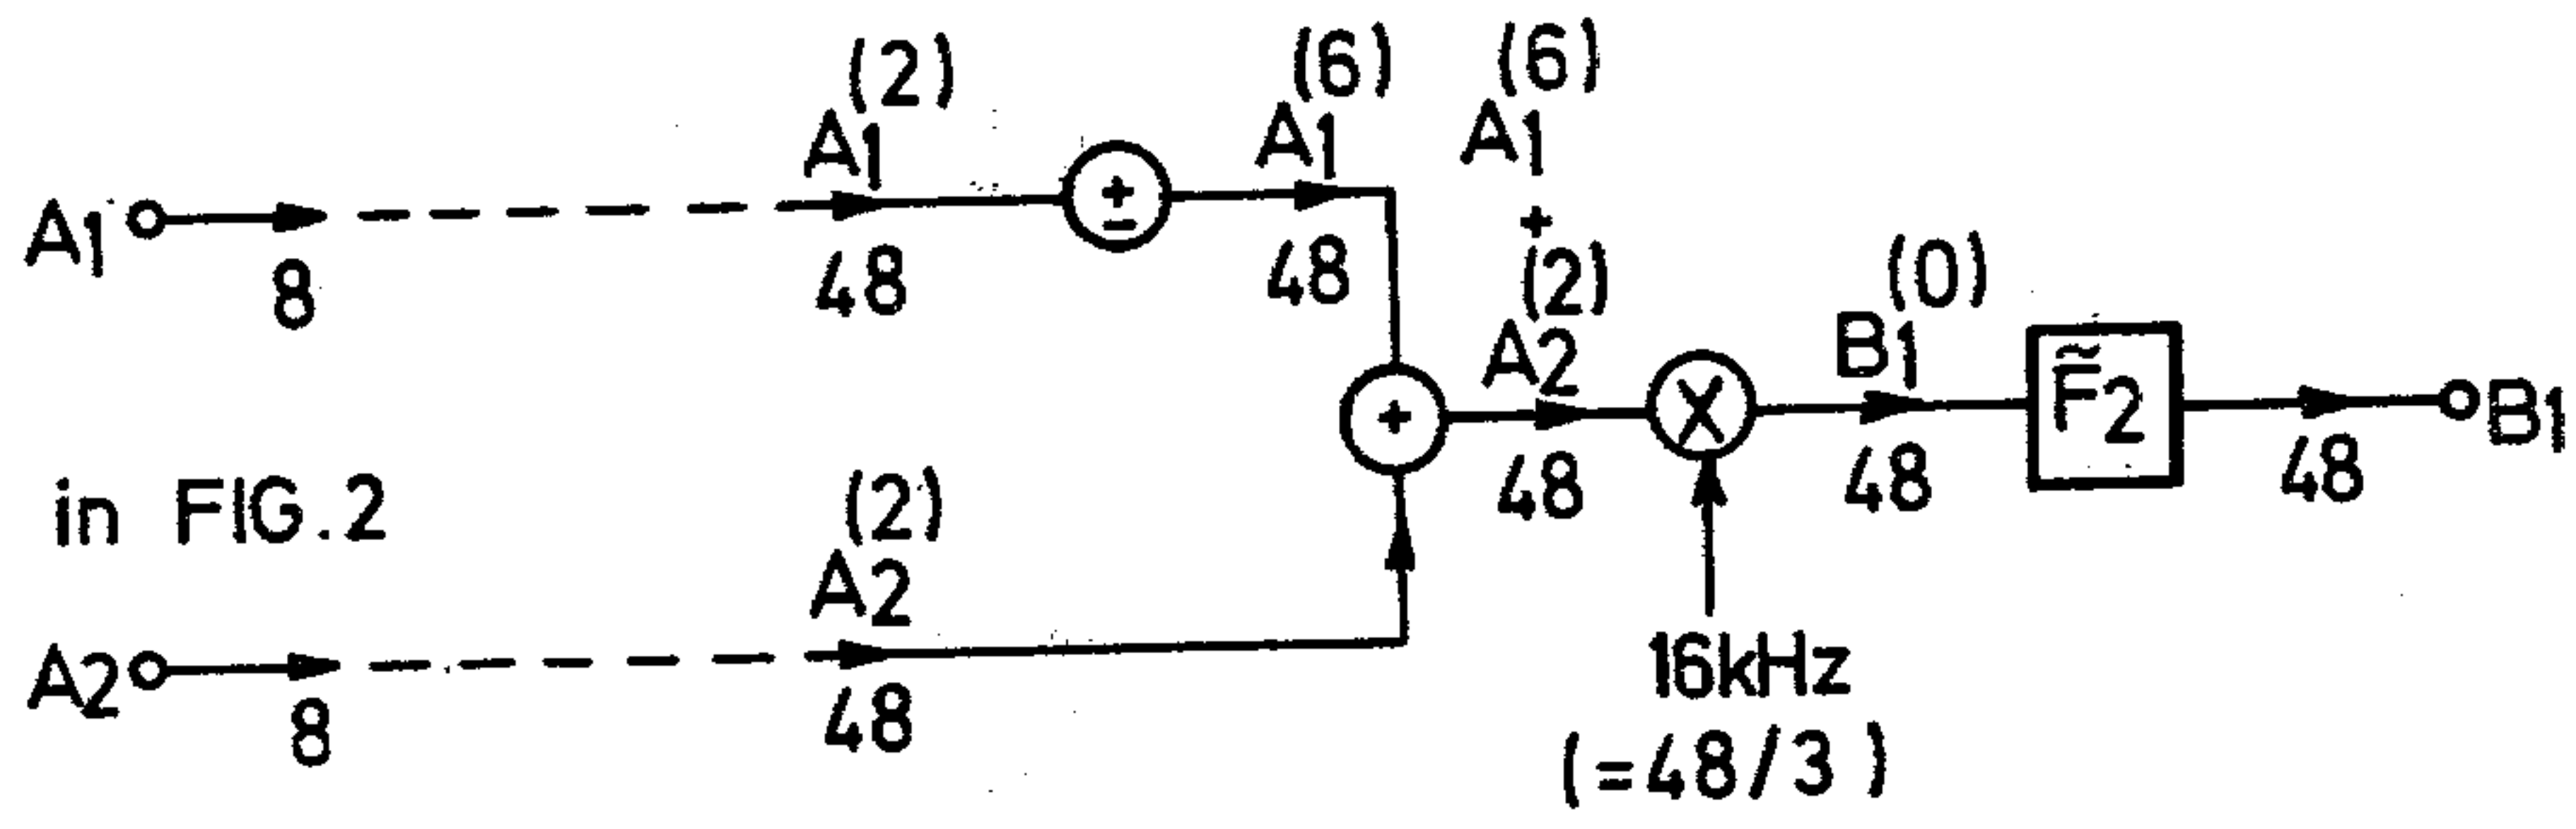 A1
8
A1(2)
48
±
A1(6)
48
A1(6)
+
A2(2)
48
+
X
B1(0)
48
F̃̃2
48
B1
16kHz
(=48/3)
in FIG.2
A2
8
A2(2)
48